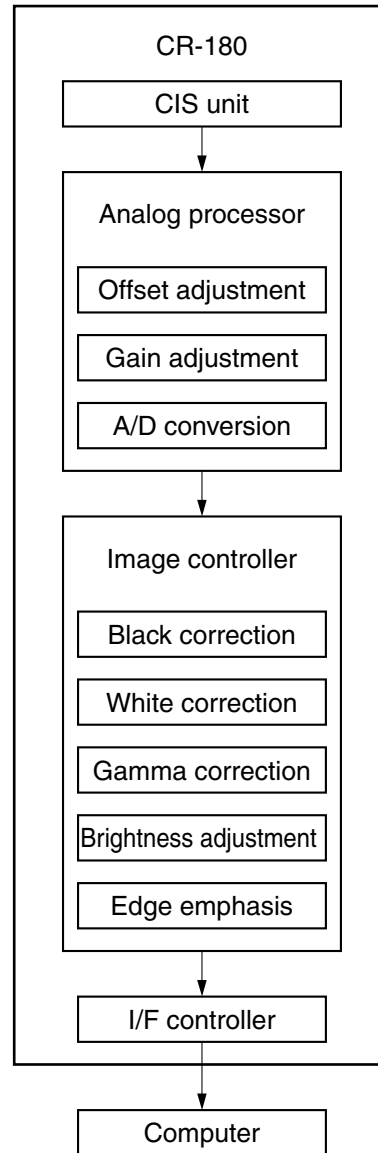 CR-180
CIS unit
Analog processor
Offset adjustment
Gain adjustment
A/D conversion
Image controller
Black correction
White correction
Gamma correction
Brightness adjustment
Edge emphasis
I/F controller
Computer